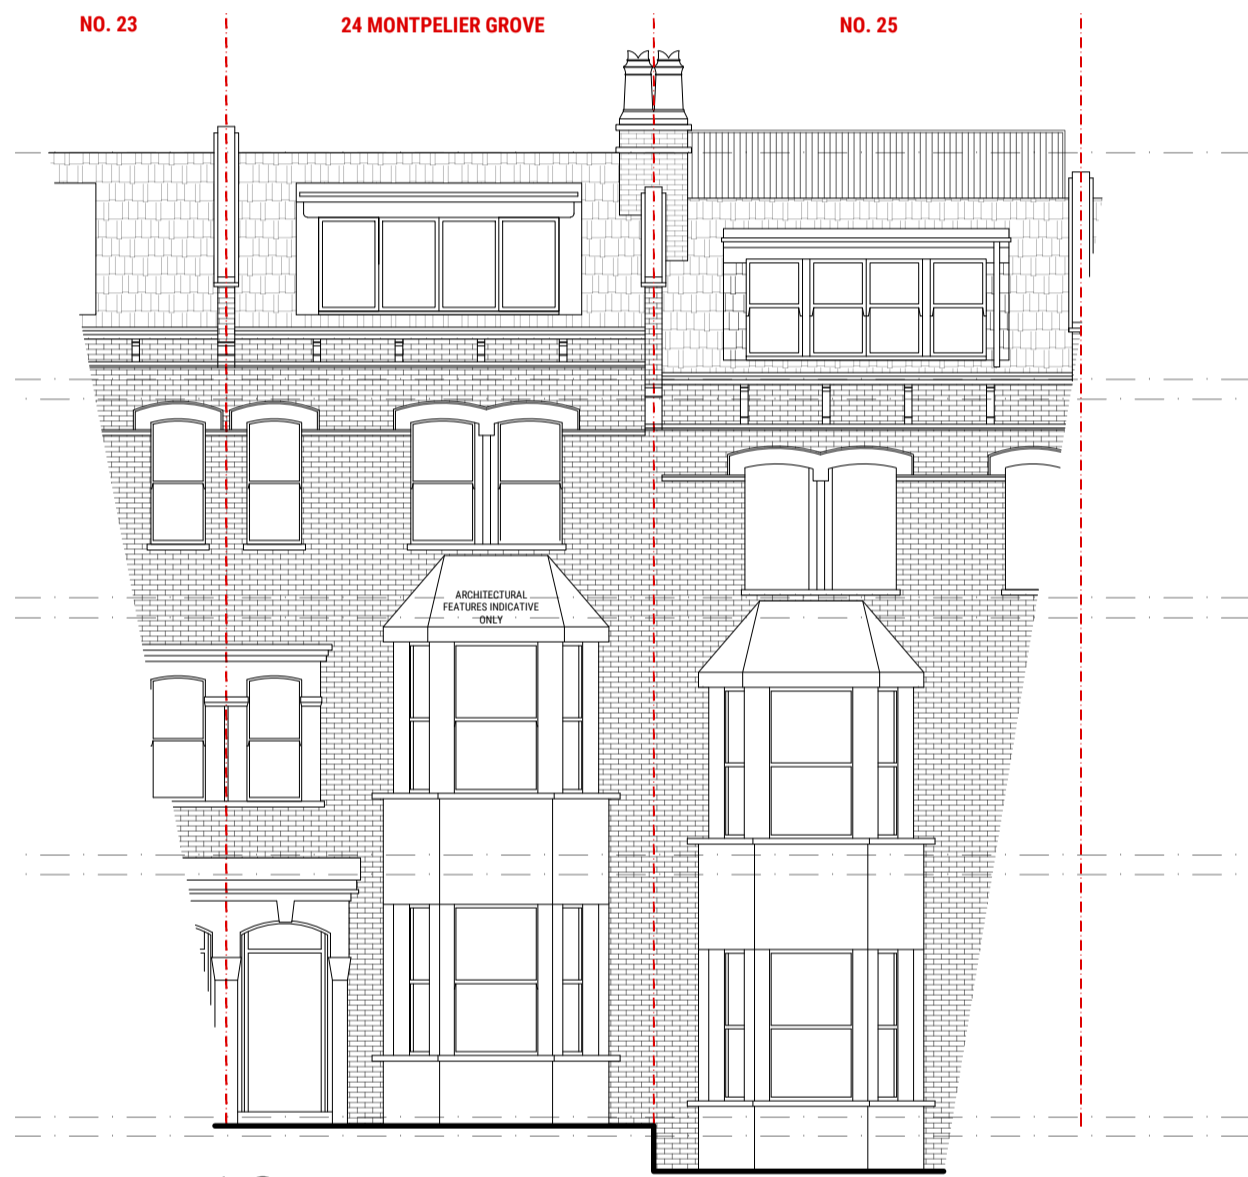 NO. 23
24 MONTPELIER GROVE
NO. 25
ARCHITECTURAL
FEATURES INDICATIVE
ONLY